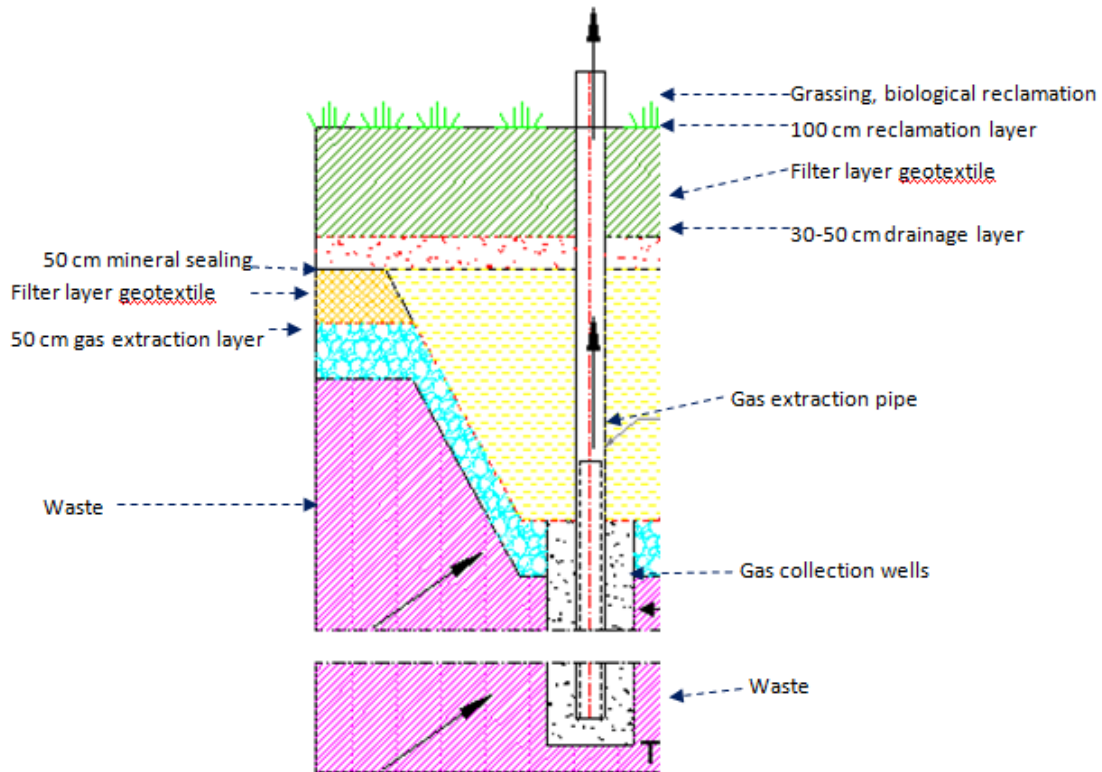 Grassing, biological reclamation
100 cm reclamation layer
Filter layer geotextile
30-50 cm drainage layer
50 cm mineral sealing
Filter layer geotextile
50 cm gas extraction layer
Gas extraction pipe
Waste
Gas collection wells
Waste
T